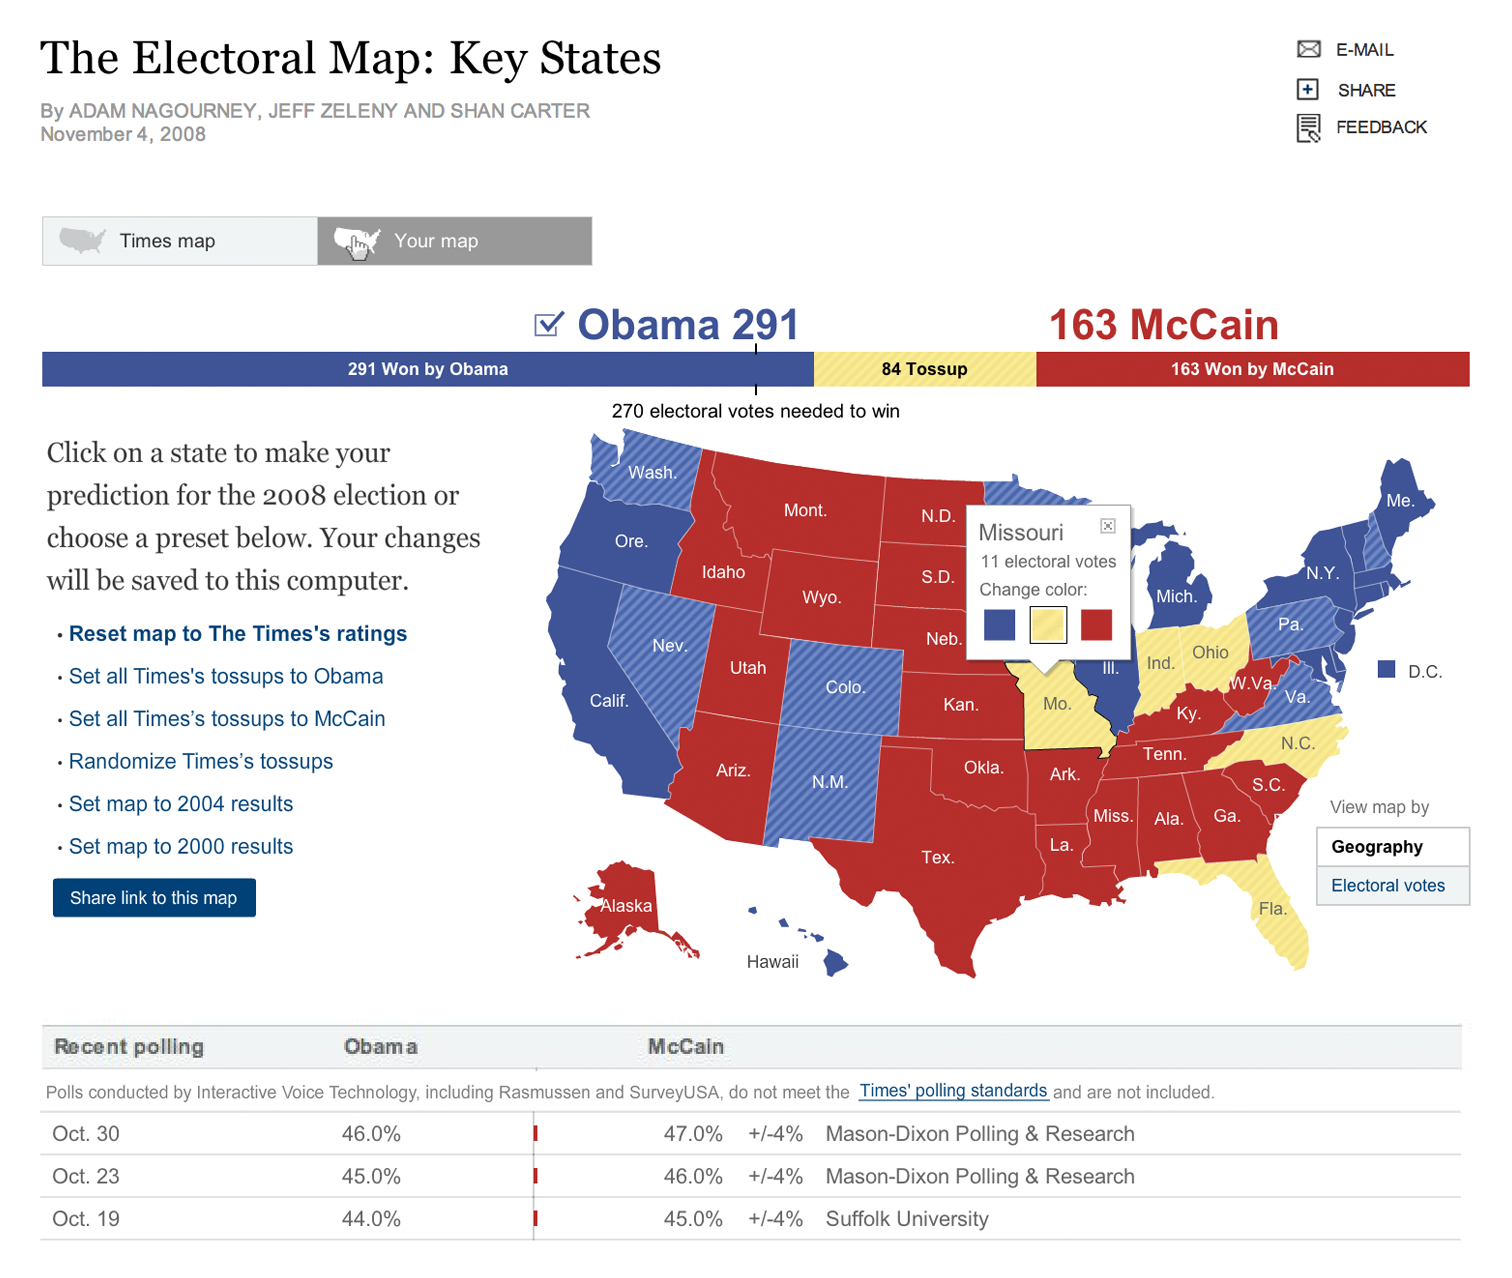 The Electoral Map: Key States
By ADAM NAGOURNEY, JEFF ZELENY AND SHAN CARTER
November 4, 2008
E-MAIL
SHARE
FEEDBACK
Times map
Your map
Obama 291
163 McCain
291 Won by Obama
84 Tossup
163 Won by McCain
270 electoral votes needed to win
Click on a state to make your
prediction for the 2008 election or
choose a preset below. Your changes
will be saved to this computer.
• Reset map to The Times's ratings
• Set all Times's tossups to Obama
• Set all Times’s tossups to McCain
• Randomize Times’s tossups
• Set map to 2004 results
• Set map to 2000 results
Share link to this map
Wash.
Ore.
Calif.
Nev.
Idaho
Mont.
Wyo.
Utah
Ariz.
Colo.
N.M.
N.D.
S.D.
Neb.
Kan.
Okla.
Tex.
Missouri
11 electoral votes
Change color:
Mo.
Ark.
La.
Ill.
Mich.
Ind.
Ohio
Ky.
Tenn.
Miss.
Ala.
Ga.
Fla.
S.C.
N.C.
Va.
W.Va.
Pa.
N.Y.
Me.
D.C.
Alaska
Hawaii
View map by
Geography
Electoral votes
Recent polling Obama McCain
Polls conducted by Interactive Voice Technology, including Rasmussen and SurveyUSA, do not meet the Times' polling standards and are not included.
Oct. 30 46.0% 47.0% +/-4% Mason-Dixon Polling & Research
Oct. 23 45.0% 46.0% +/-4% Mason-Dixon Polling & Research
Oct. 19 44.0% 45.0% +/-4% Suffolk University